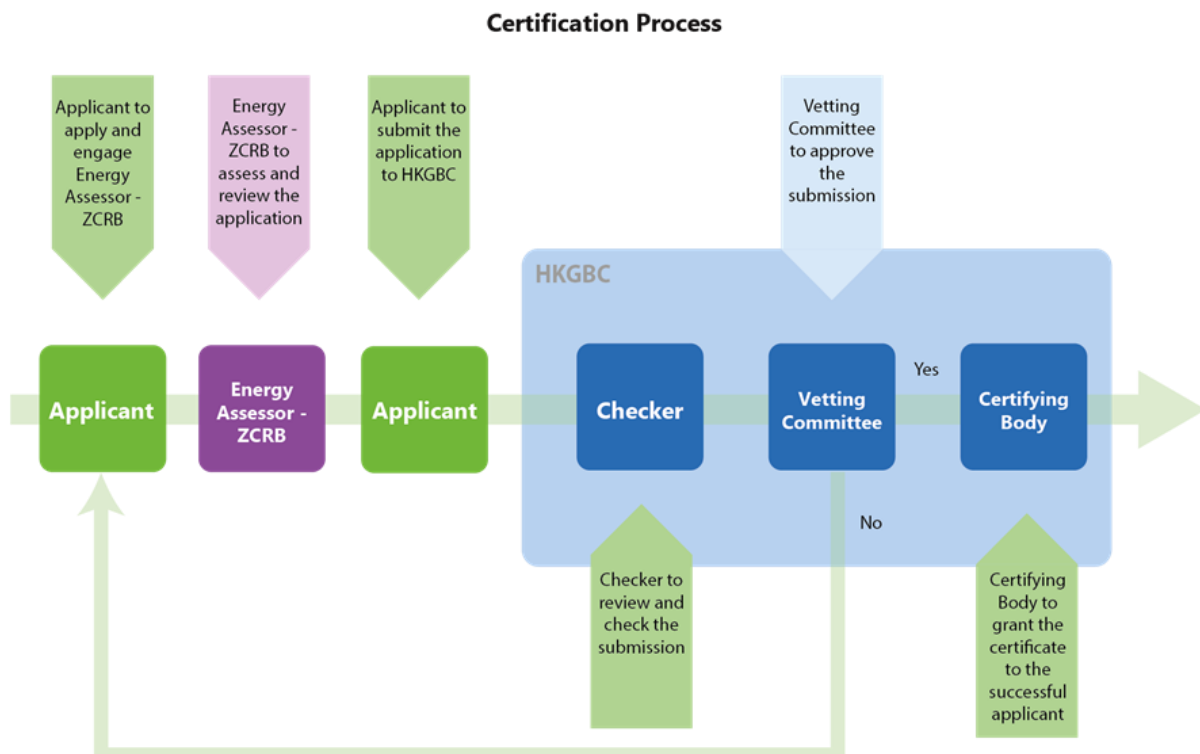 Certification Process
Applicant to
apply and
engage
Energy
Assessor -
ZCRB
Energy
Assessor -
ZCRB to
assess and
review the
application
Applicant to
submit the
application
to HKGBC
Vetting
Committee
to approve
the
submission
HKGBC
Applicant
Energy
Assessor -
ZCRB
Applicant
Checker
Vetting
Committee
Yes
Certifying
Body
No
Checker to
review and
check the
submission
Certifying
Body to
grant the
certificate
to the
successful
applicant